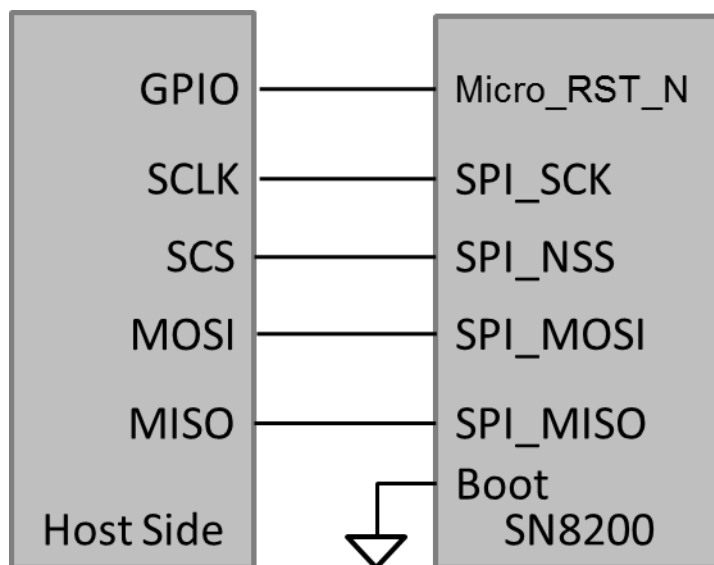 GPIO Micro_RST_N
SCLK SPI_SCK
SCS SPI_NSS
MOSI SPI_MOSI
MISO SPI_MISO
Boot
Host Side SN8200